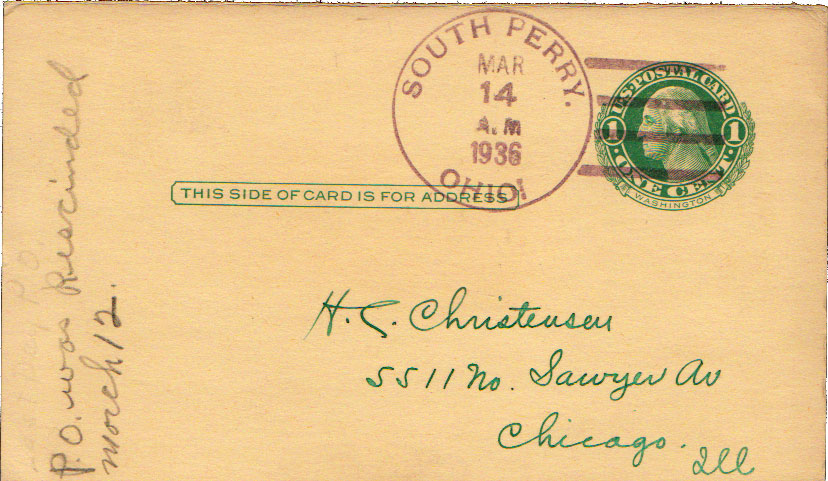 SOUTH PERRY.
MAR
14
A.M
1936
OHIO!
U.S. POSTAL CARD
1 1
ONE CENT
WASHINGTON
THIS SIDE OF CARD IS FOR ADDRESS
H. C. Christensen
5511 No. Sawyer Av
Chicago.
Ill
P.O.
P.O. was Rescinded
March 12.